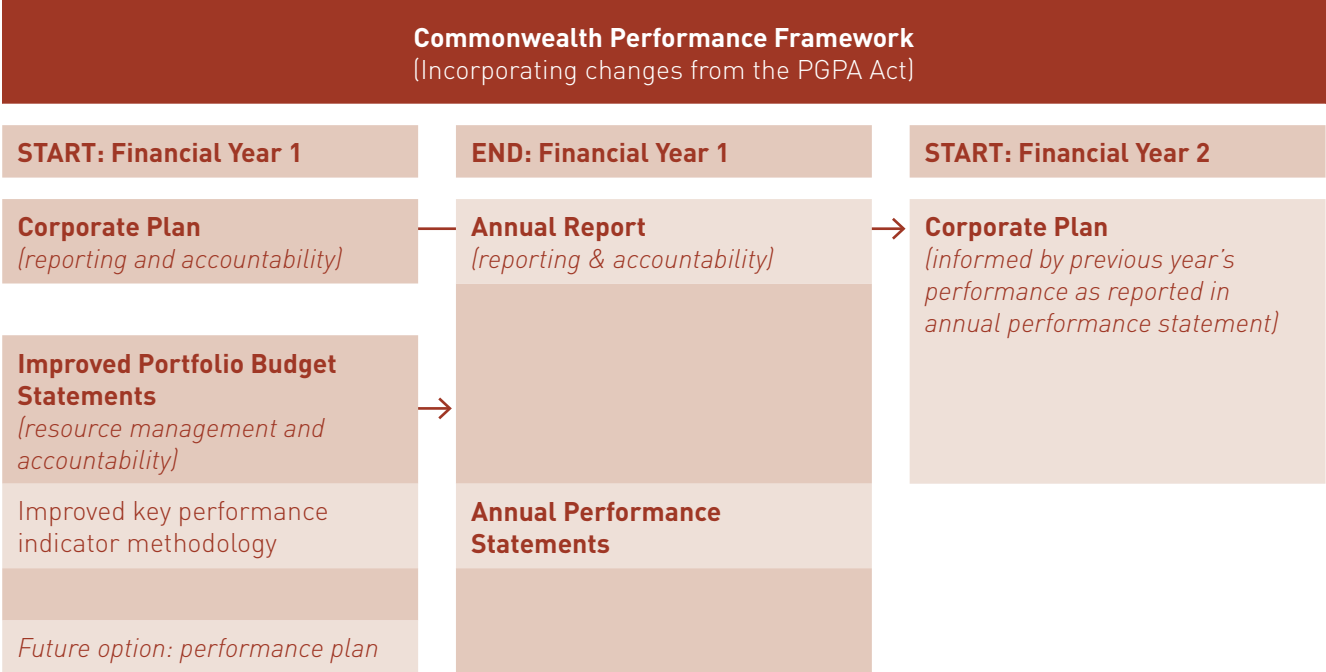 Commonwealth Performance Framework
(Incorporating changes from the PGPA Act)
START: Financial Year 1
Corporate Plan
(reporting and accountability)
Improved Portfolio Budget
Statements
(resource management and
accountability)
Improved key performance
indicator methodology
Future option: performance plan
END: Financial Year 1
Annual Report
(reporting & accountability)
Annual Performance
Statements
START: Financial Year 2
Corporate Plan
(informed by previous year's
performance as reported in
annual performance statement)